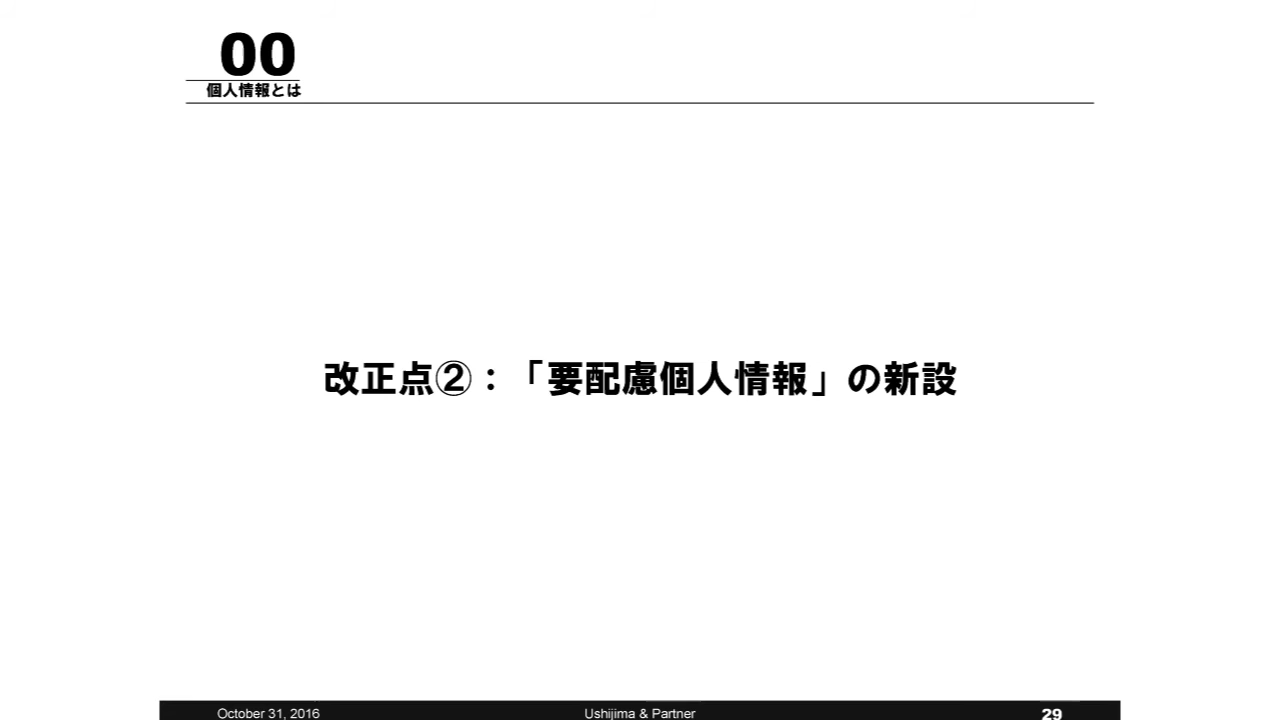 00
個人情報とは
改正点②：「要配慮個人情報」の新設
October 31, 2016
Ushijima & Partner
29